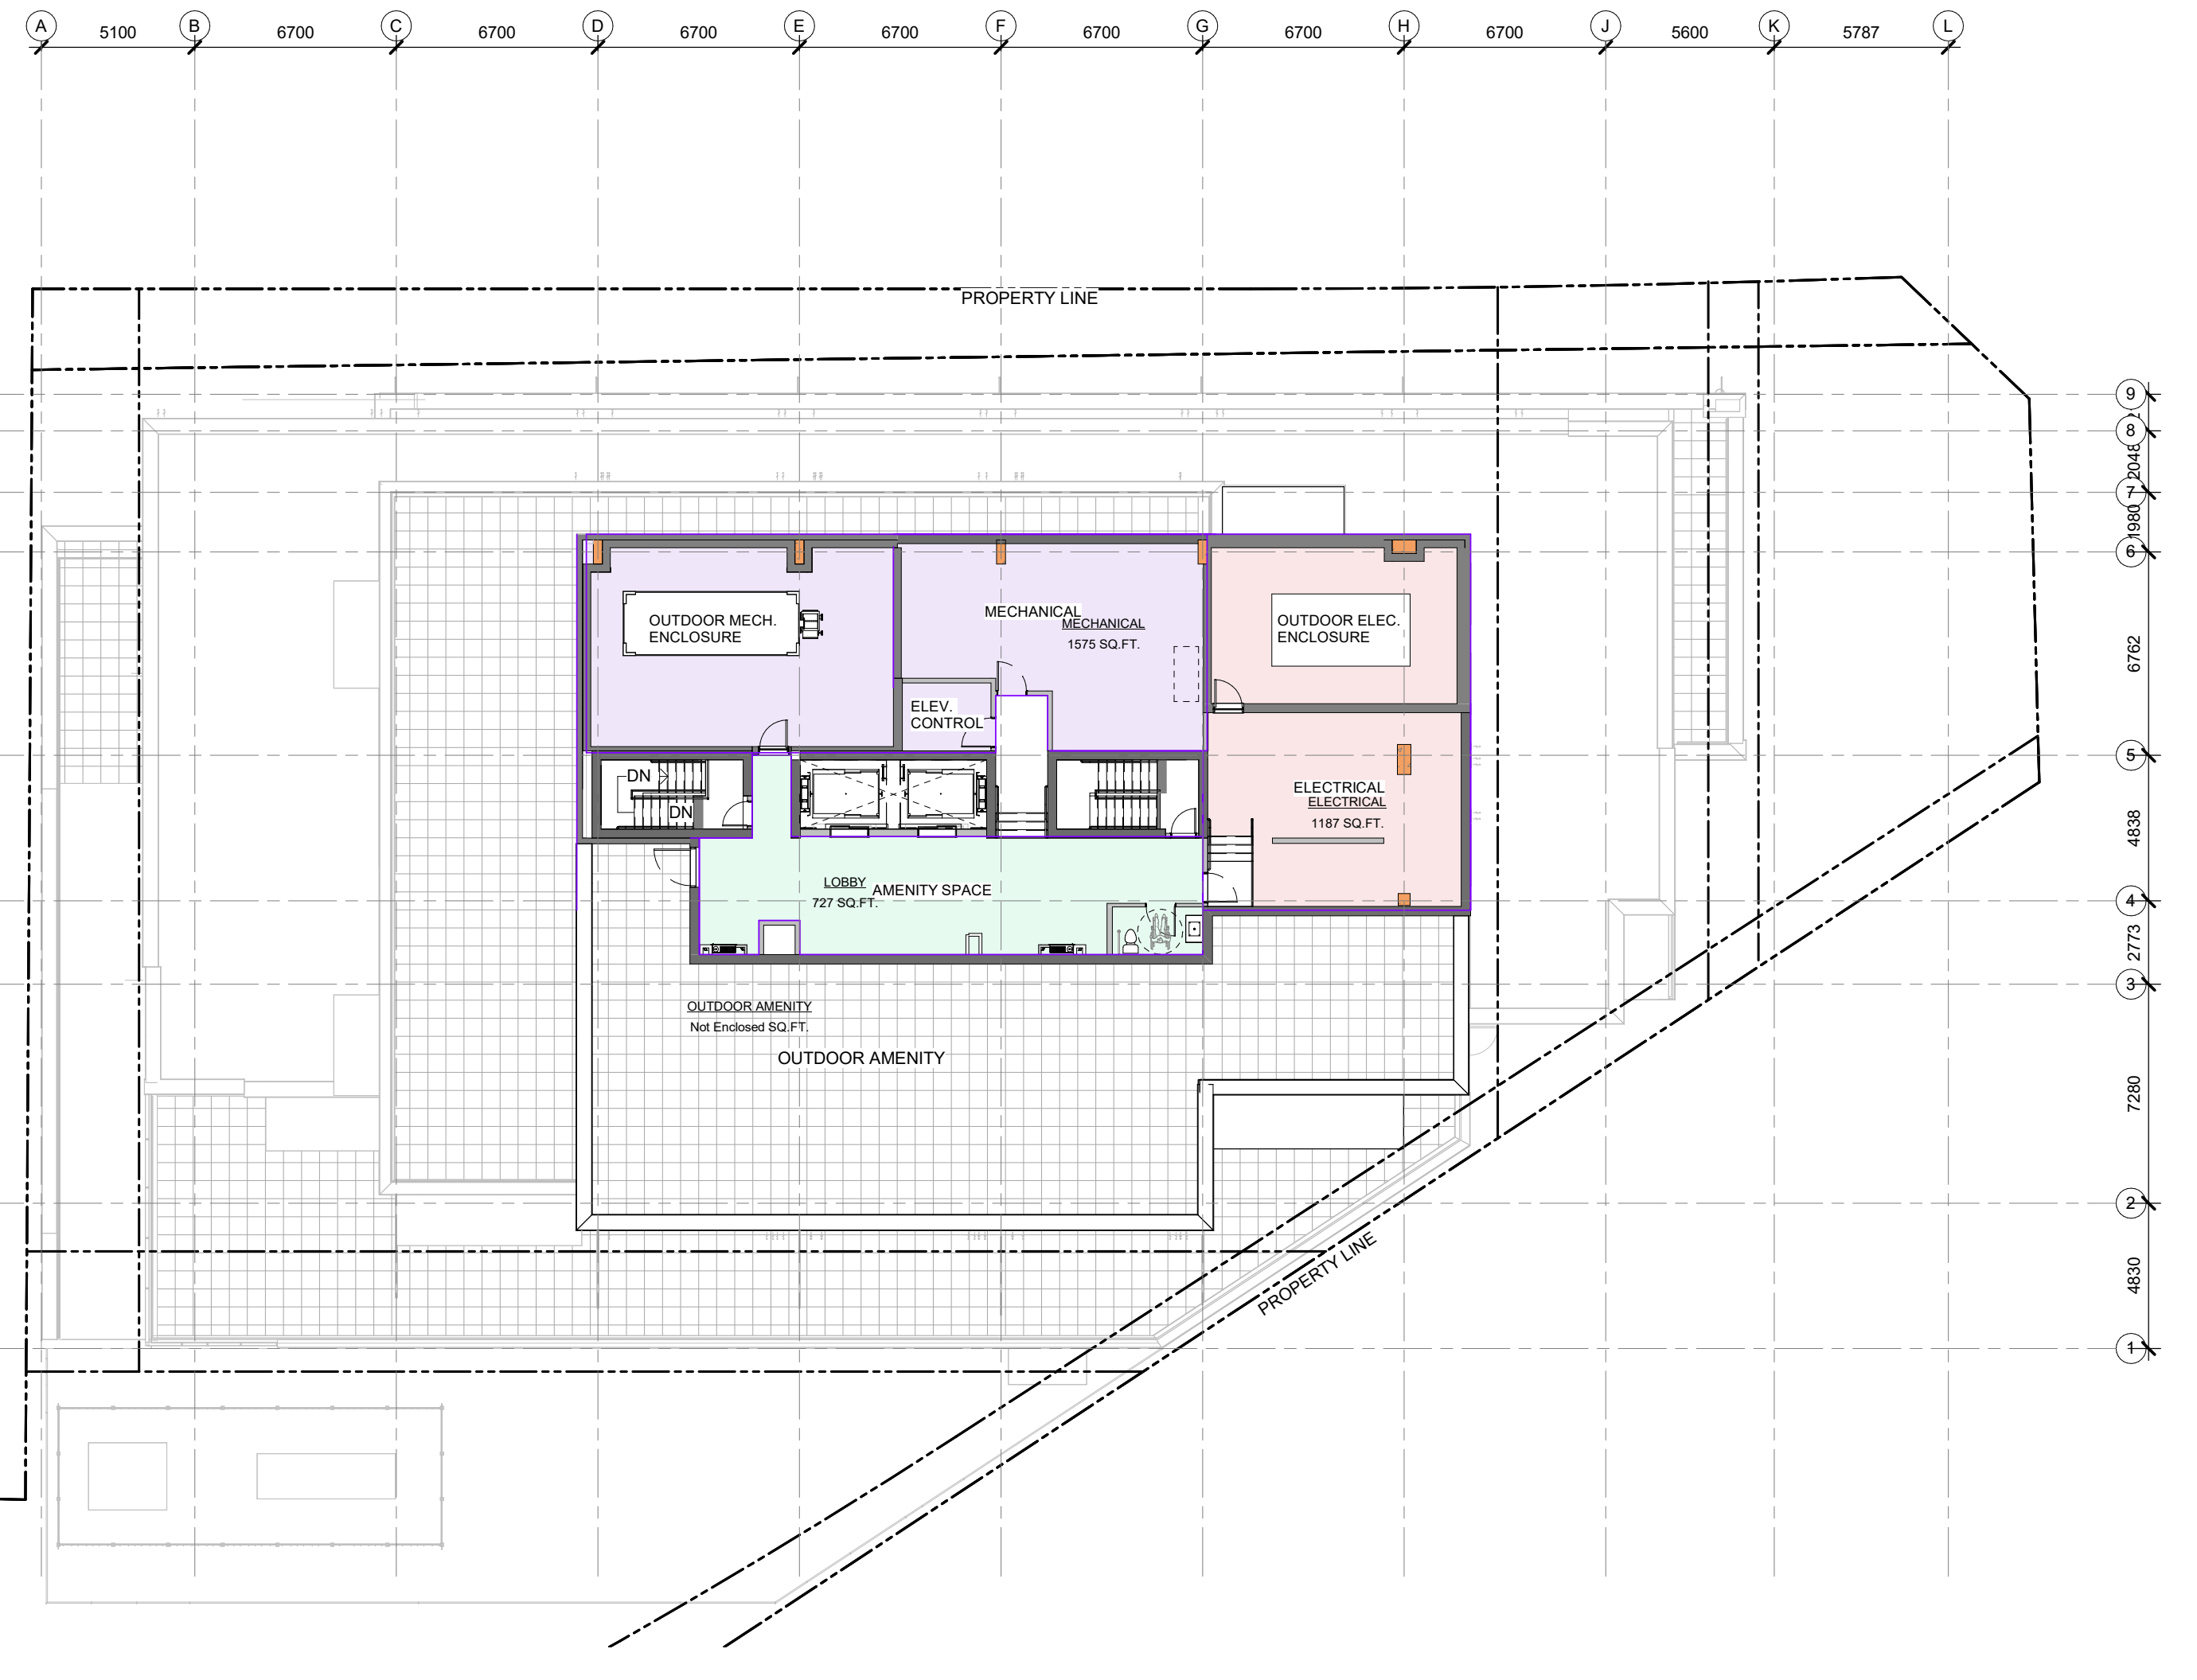 A B C D E F G H J K L
5100 6700 6700 6700 6700 6700 6700 6700 5600 5787
PROPERTY LINE
9
8
2048
7
1980
6
6762
5
4838
4
2773
3
7280
2
4830
1
OUTDOOR MECH.
ENCLOSURE
MECHANICAL
MECHANICAL
1575 SQ.FT.
OUTDOOR ELEC.
ENCLOSURE
ELEV.
CONTROL
DN
DN
ELECTRICAL
ELECTRICAL
1187 SQ.FT.
LOBBY
AMENITY SPACE
727 SQ.FT.
OUTDOOR AMENITY
Not Enclosed SQ.FT.
OUTDOOR AMENITY
PROPERTY LINE